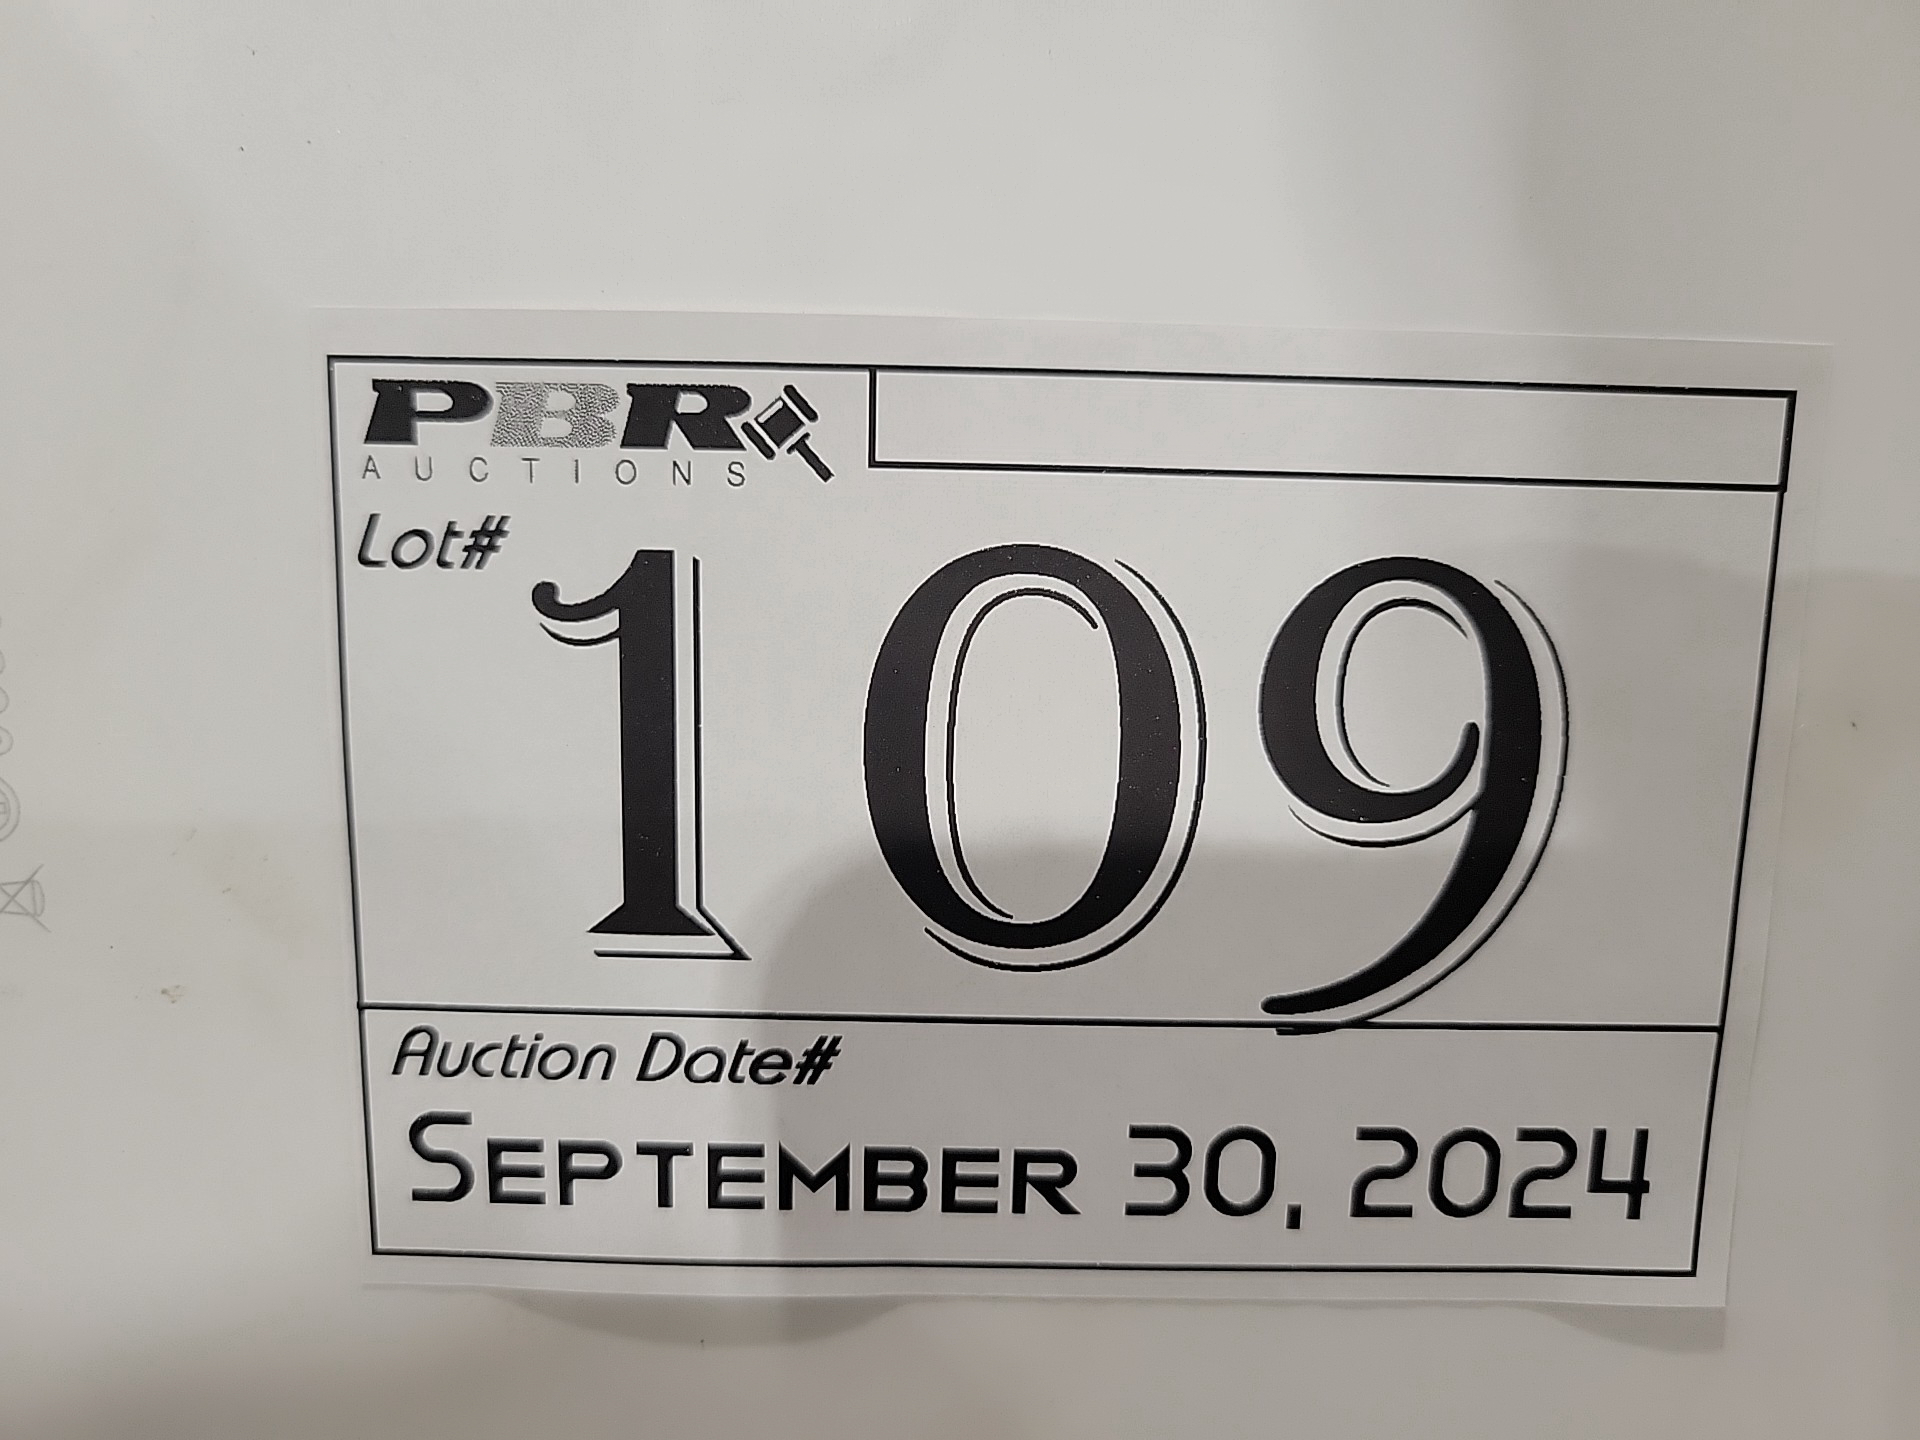 PBR
AUCTIONS
Lot#
109
Auction Date#
September 30, 2024